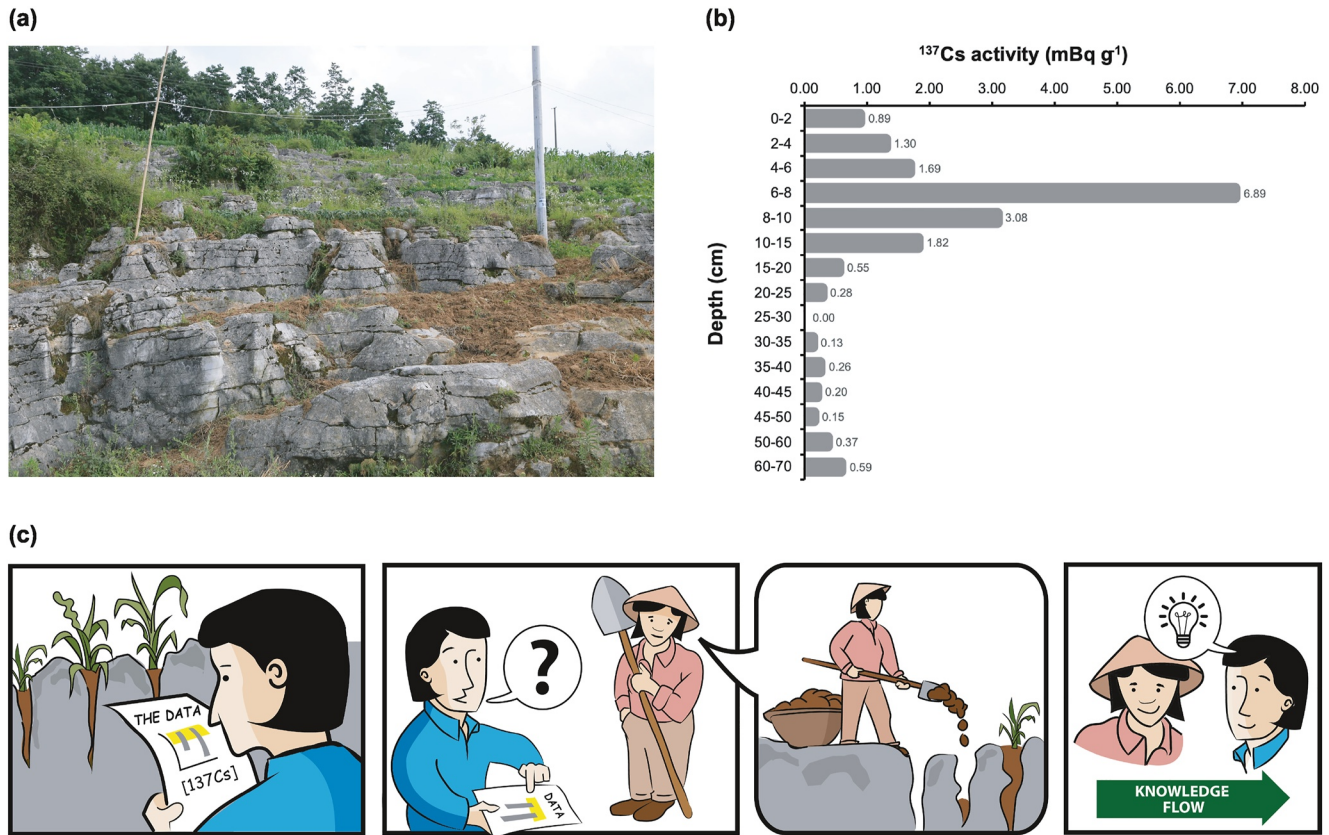 (a)
(b)
¹³⁷Cs activity (mBq g⁻¹)
0.00 1.00 2.00 3.00 4.00 5.00 6.00 7.00 8.00
Depth (cm)
0-2 0.89
2-4 1.30
4-6 1.69
6-8 6.89
8-10 3.08
10-15 1.82
15-20 0.55
20-25 0.28
25-30 0.00
30-35 0.13
35-40 0.26
40-45 0.20
45-50 0.15
50-60 0.37
60-70 0.59
(c)
THE DATA
[137Cs]
?
DATA
KNOWLEDGE
FLOW